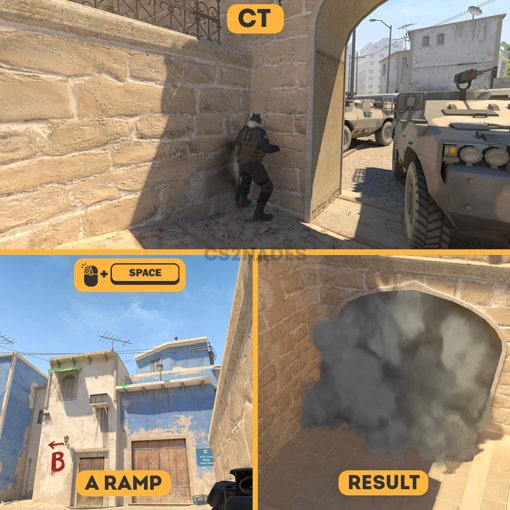 CT
CS2NADES
+ SPACE
B
A RAMP
RESULT